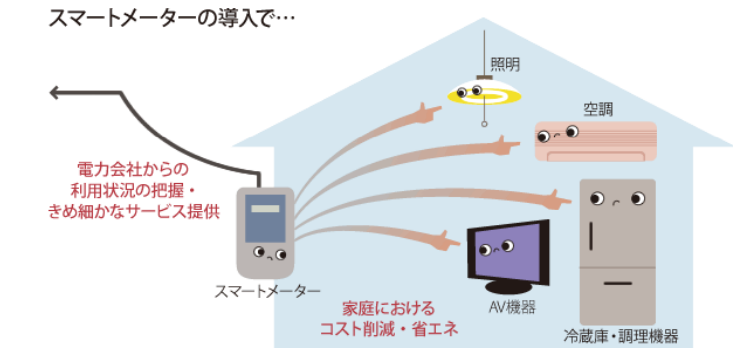 スマートメーターの導入で…
照明
空調
電力会社からの
利用状況の把握・
きめ細かなサービス提供
スマートメーター
AV機器
家庭における
コスト削減・省エネ
冷蔵庫・調理機器